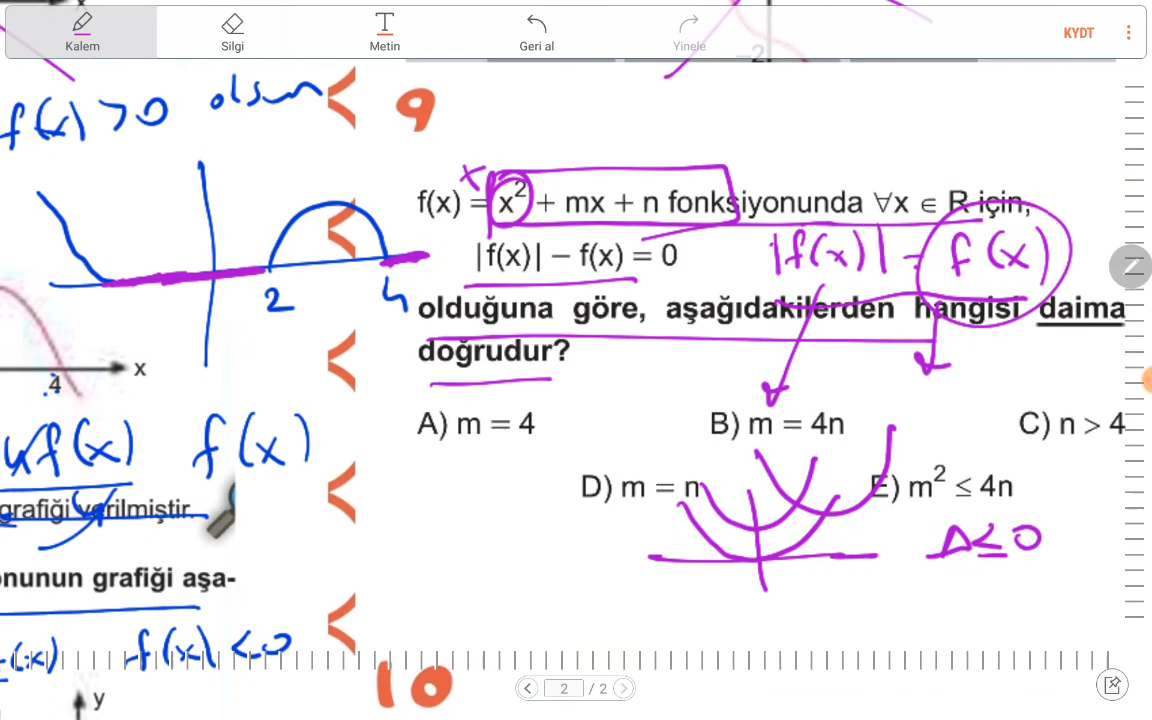 Kalem
Silgi
Metin
Geri al
Yinele
KYDT
-2
f(x) > 0 olsun
9
f(x) = x² + mx + n fonksiyonunda ∀x ∈ R için,
|f(x)| − f(x) = 0
|f(x)| = f(x)
olduğuna göre, aşağıdakilerden hangisi daima
doğrudur?
2
4
x
4
A) m = 4
B) m = 4n
C) n > 4
D) m = n
E) m² ≤ 4n
f(x) f(x)
Δ ≤ 0
grafiği verilmiştir.
onunun grafiği aşa-
(x) -f(x) < 0
10
y
2 / 2